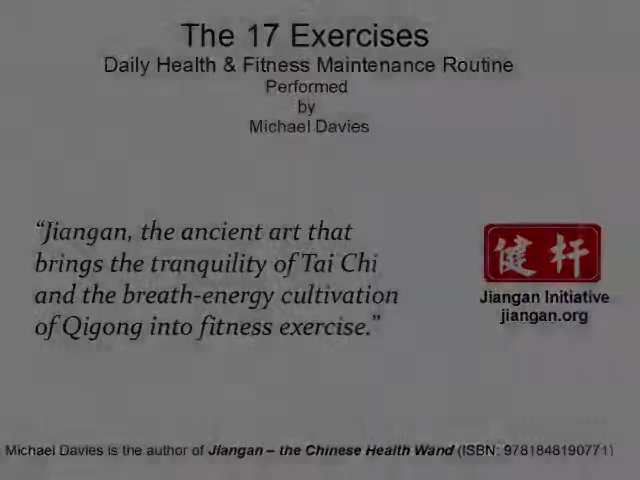 The 17 Exercises
Daily Health & Fitness Maintenance Routine
Performed
by
Michael Davies
“Jiangan, the ancient art that
brings the tranquility of Tai Chi
and the breath-energy cultivation
of Qigong into fitness exercise.”
健杆
Jiangan Initiative
jiangan.org
Michael Davies is the author of Jiangan – the Chinese Health Wand (ISBN: 9781848190771)